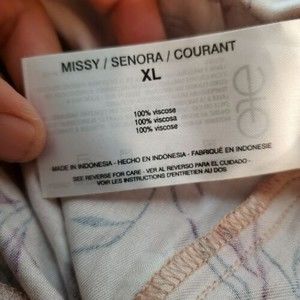 MISSY / SENORA / COURANT
XL
100% viscose
100% viscosa
100% viscose
MADE IN INDONESIA - HECHO EN INDONESIA - FABRIQUÉ EN INDONESIE
SEE REVERSE FOR CARE - VER AL REVERSO PARA EL CUIDADO -
VOIR LES INSTRUCTIONS D'ENTRETIEN AU DOS